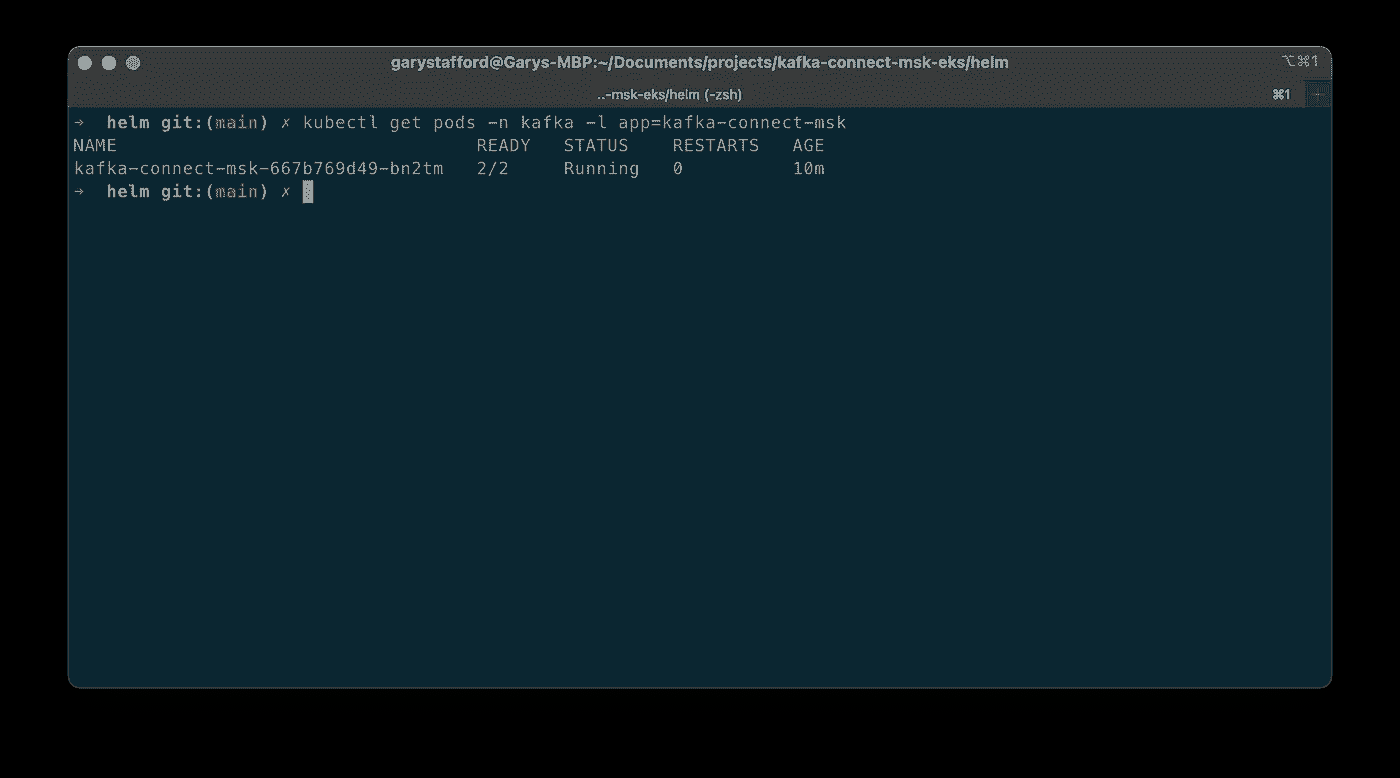 garystafford@Garys-MBP:~/Documents/projects/kafka-connect-msk-eks/helm ⌥⌘1
..-msk-eks/helm (-zsh) ⌘1
→ helm git:(main) ✗ kubectl get pods -n kafka -l app=kafka-connect-msk
NAME READY STATUS RESTARTS AGE
kafka-connect-msk-667b769d49-bn2tm 2/2 Running 0 10m
→ helm git:(main) ✗